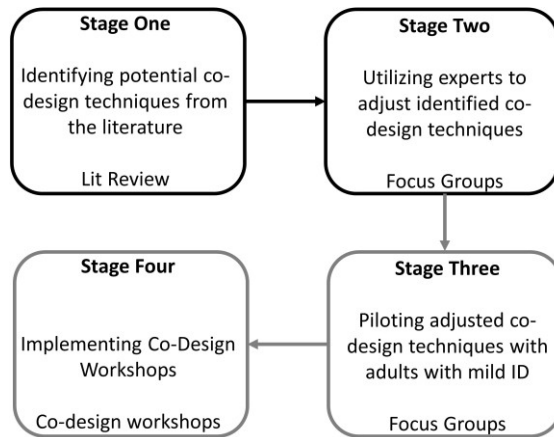 Stage One
Identifying potential co-
design techniques from
the literature
Lit Review
Stage Two
Utilizing experts to
adjust identified co-
design techniques
Focus Groups
Stage Three
Piloting adjusted co-
design techniques with
adults with mild ID
Focus Groups
Stage Four
Implementing Co-Design
Workshops
Co-design workshops